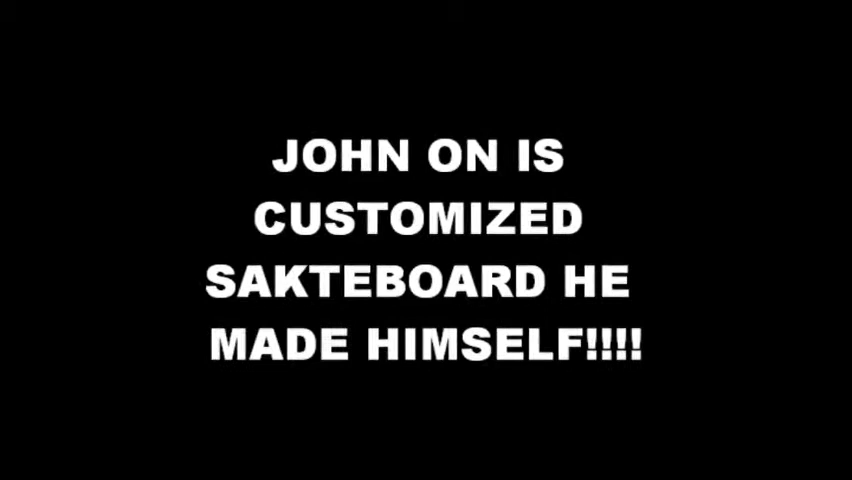 JOHN ON IS
CUSTOMIZED
SAKTEBOARD HE
MADE HIMSELF!!!!